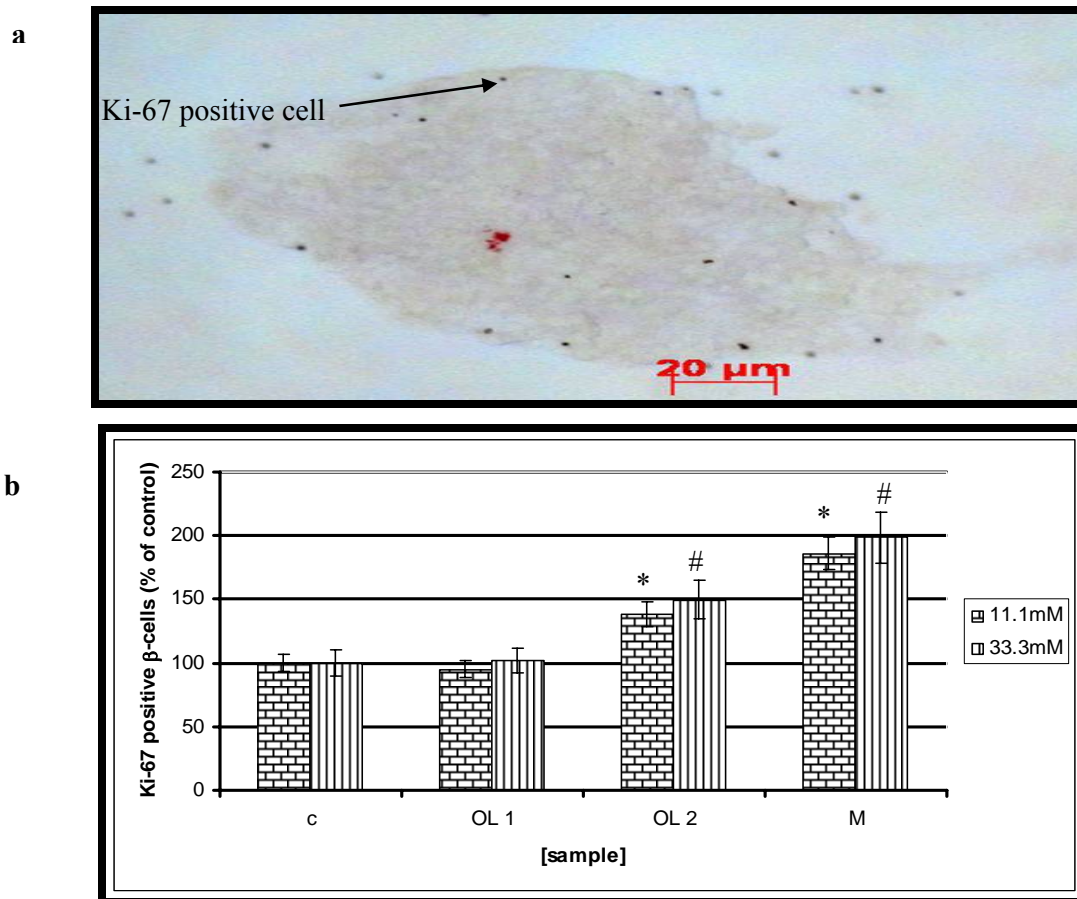 a
Ki-67 positive cell
20 µm
b
Ki-67 positive β-cells (% of control)
250
200
150
100
50
0
* # * #
c OL 1 OL 2 M
[sample]
11.1mM
33.3mM